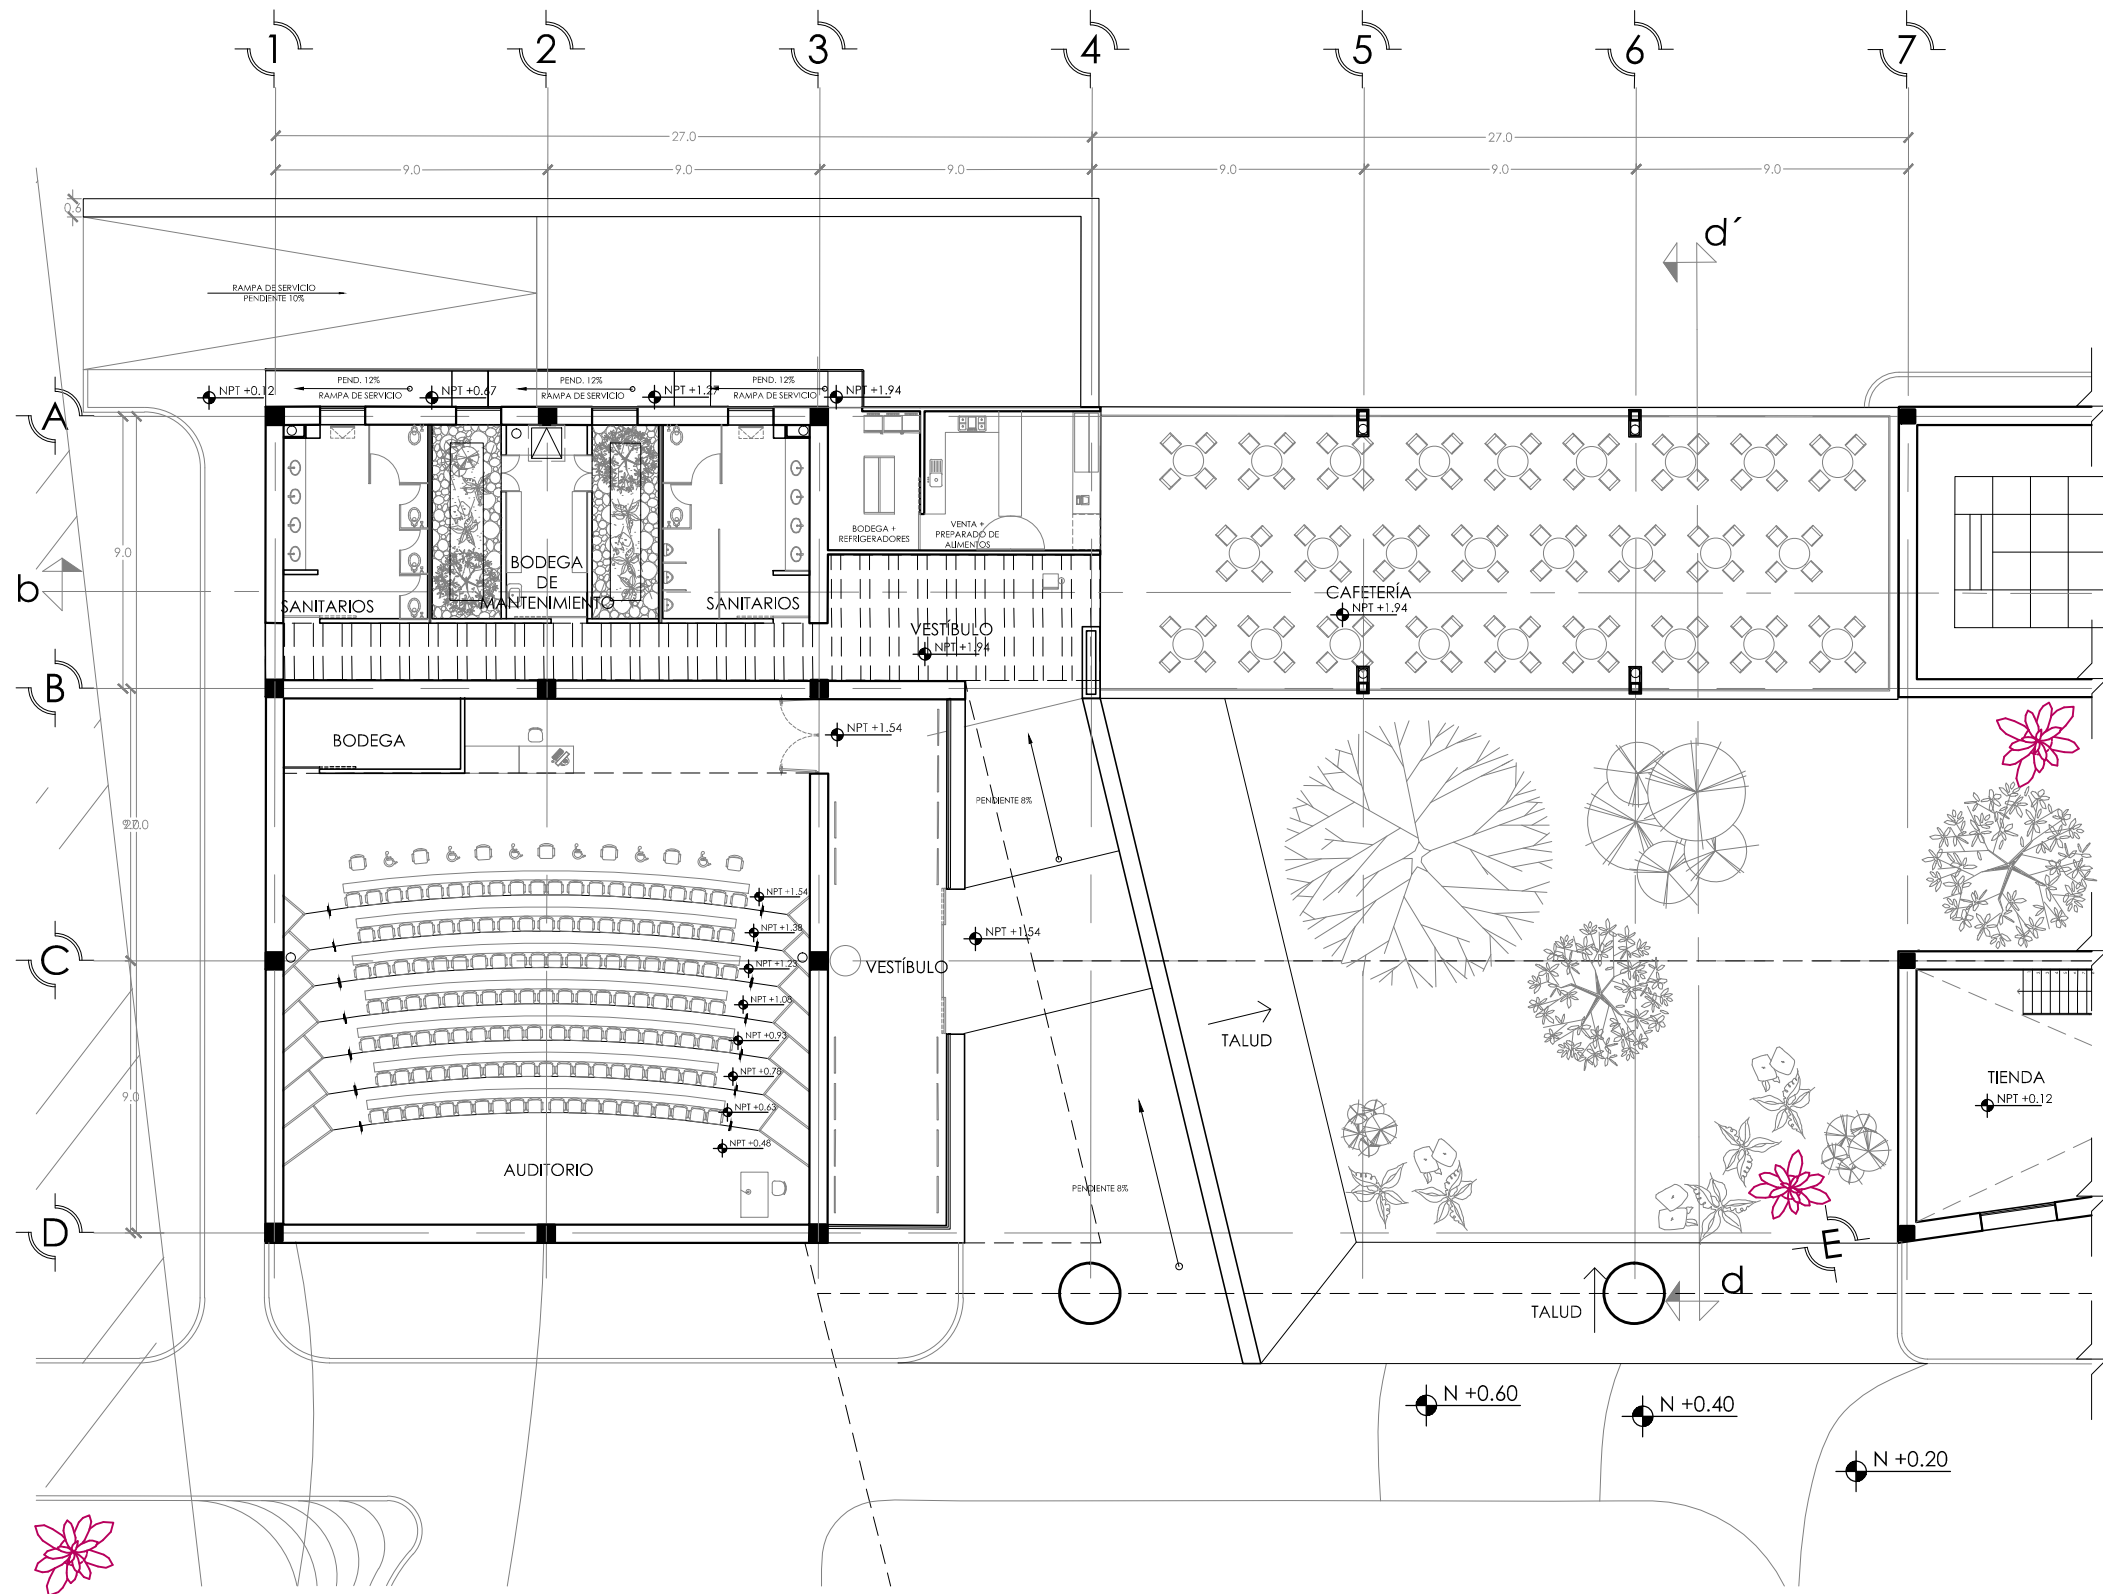 1 2 3 4 5 6 7
27.0 27.0
9.0 9.0 9.0 9.0 9.0 9.0
0.6
d´
RAMPA DE SERVICIO
PENDIENTE 10%
PEND. 12% PEND. 12% PEND. 12%
NPT +0.12 RAMPA DE SERVICIO NPT +0.67 RAMPA DE SERVICIO NPT +1.27 RAMPA DE SERVICIO NPT +1.94
A
BODEGA +
REFRIGERADORES
VENTA +
PREPARADO DE
ALIMENTOS
9.0
b
BODEGA
DE
MANTENIMIENTO
SANITARIOS
SANITARIOS
CAFETERÍA
NPT +1.94
VESTÍBULO
NPT +1.94
B
BODEGA
NPT +1.54
PENDIENTE 8%
9.0
27.0
NPT +1.54
NPT +1.38
NPT +1.23
NPT +1.08
NPT +0.93
NPT +0.78
NPT +0.63
NPT +0.48
C
VESTÍBULO
NPT +1.54
TALUD
TIENDA
NPT +0.12
9.0
AUDITORIO
PENDIENTE 8%
D
E
d
TALUD
N +0.60
N +0.40
N +0.20